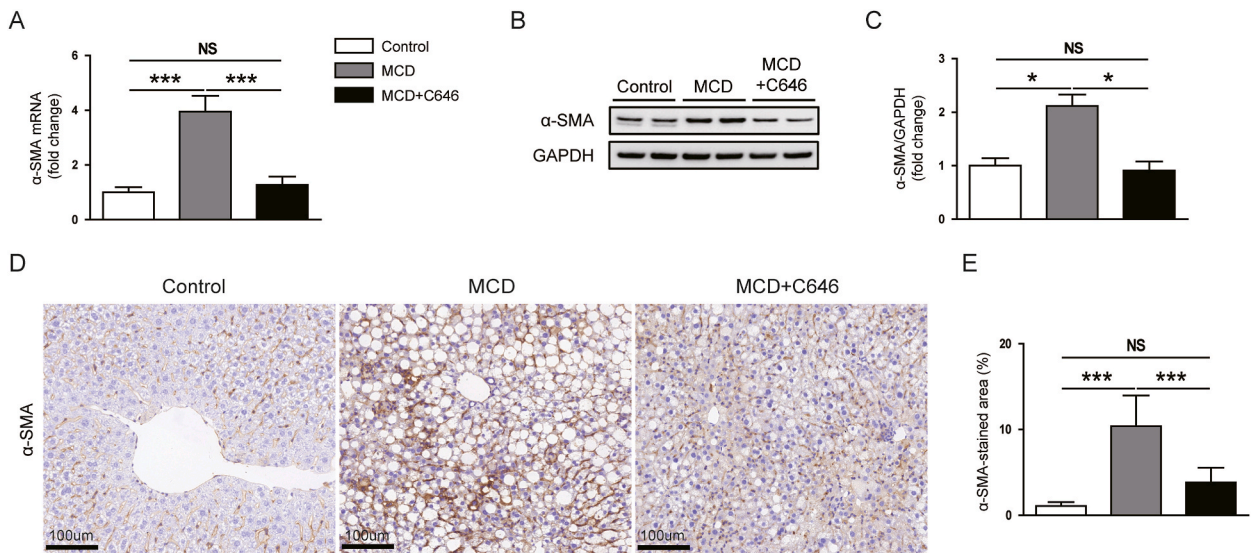 A
α-SMA mRNA
(fold change)
6
4
2
0
NS
***
***
Control
MCD
MCD+C646
B
Control
MCD
MCD
+C646
α-SMA
GAPDH
C
α-SMA/GAPDH
(fold change)
3
2
1
0
NS
*
*
D
Control
MCD
MCD+C646
α-SMA
100um
100um
100um
E
α-SMA-stained area (%)
20
10
0
NS
***
***